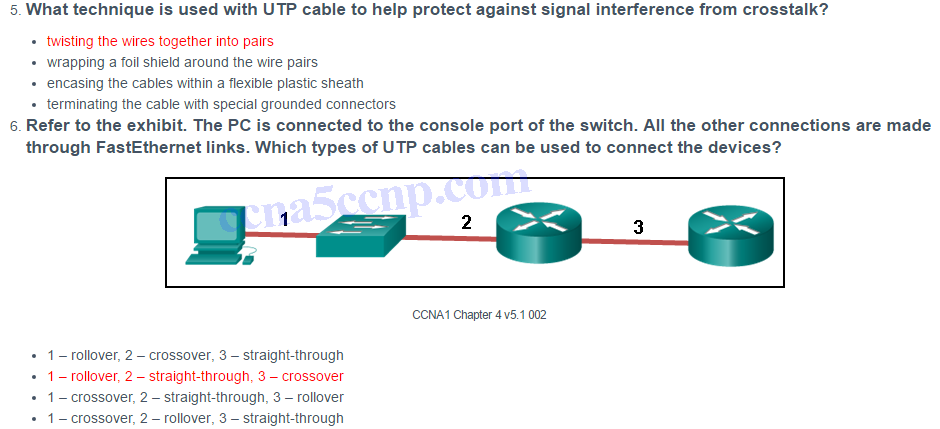 5. What technique is used with UTP cable to help protect against signal interference from crosstalk?
• twisting the wires together into pairs
• wrapping a foil shield around the wire pairs
• encasing the cables within a flexible plastic sheath
• terminating the cable with special grounded connectors
6. Refer to the exhibit. The PC is connected to the console port of the switch. All the other connections are made
through FastEthernet links. Which types of UTP cables can be used to connect the devices?
ccna5ccnp.com
1 2 3
CCNA1 Chapter 4 v5.1 002
• 1 – rollover, 2 – crossover, 3 – straight-through
• 1 – rollover, 2 – straight-through, 3 – crossover
• 1 – crossover, 2 – straight-through, 3 – rollover
• 1 – crossover, 2 – rollover, 3 – straight-through